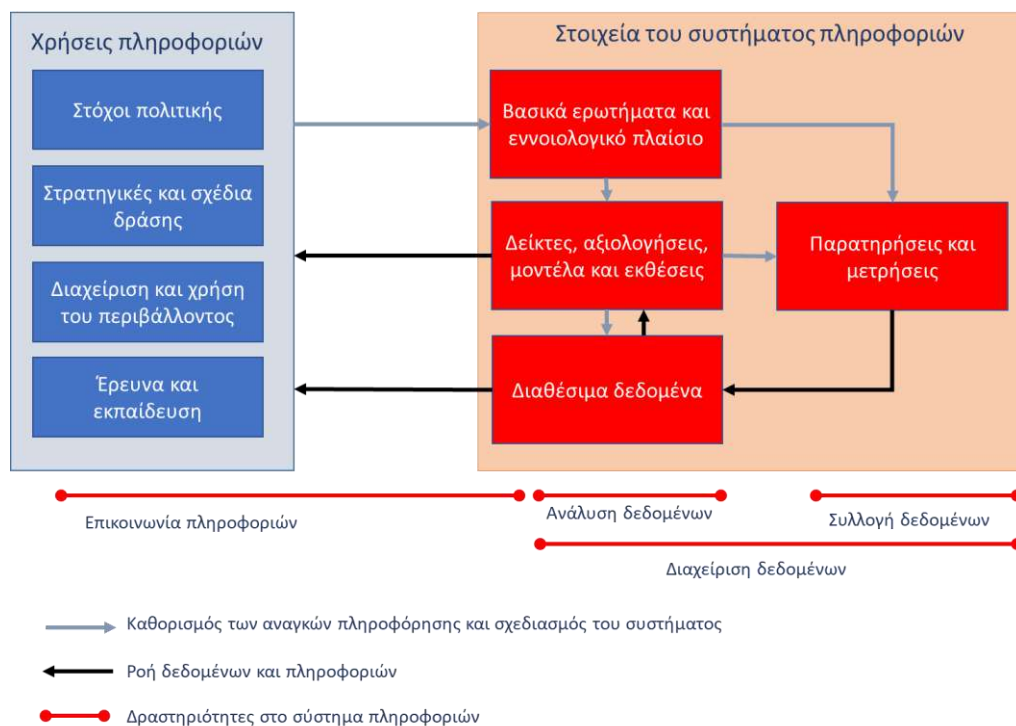 Χρήσεις πληροφοριών
Στόχοι πολιτικής
Στρατηγικές και σχέδια
δράσης
Διαχείριση και χρήση
του περιβάλλοντος
Έρευνα και
εκπαίδευση
Στοιχεία του συστήματος πληροφοριών
Βασικά ερωτήματα και
εννοιολογικό πλαίσιο
Δείκτες, αξιολογήσεις,
μοντέλα και εκθέσεις
Παρατηρήσεις και
μετρήσεις
Διαθέσιμα δεδομένα
Επικοινωνία πληροφοριών
Ανάλυση δεδομένων
Συλλογή δεδομένων
Διαχείριση δεδομένων
Καθορισμός των αναγκών πληροφόρησης και σχεδιασμός του συστήματος
Ροή δεδομένων και πληροφοριών
Δραστηριότητες στο σύστημα πληροφοριών